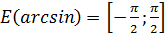 E(arcsin) = [−π/2; π/2]